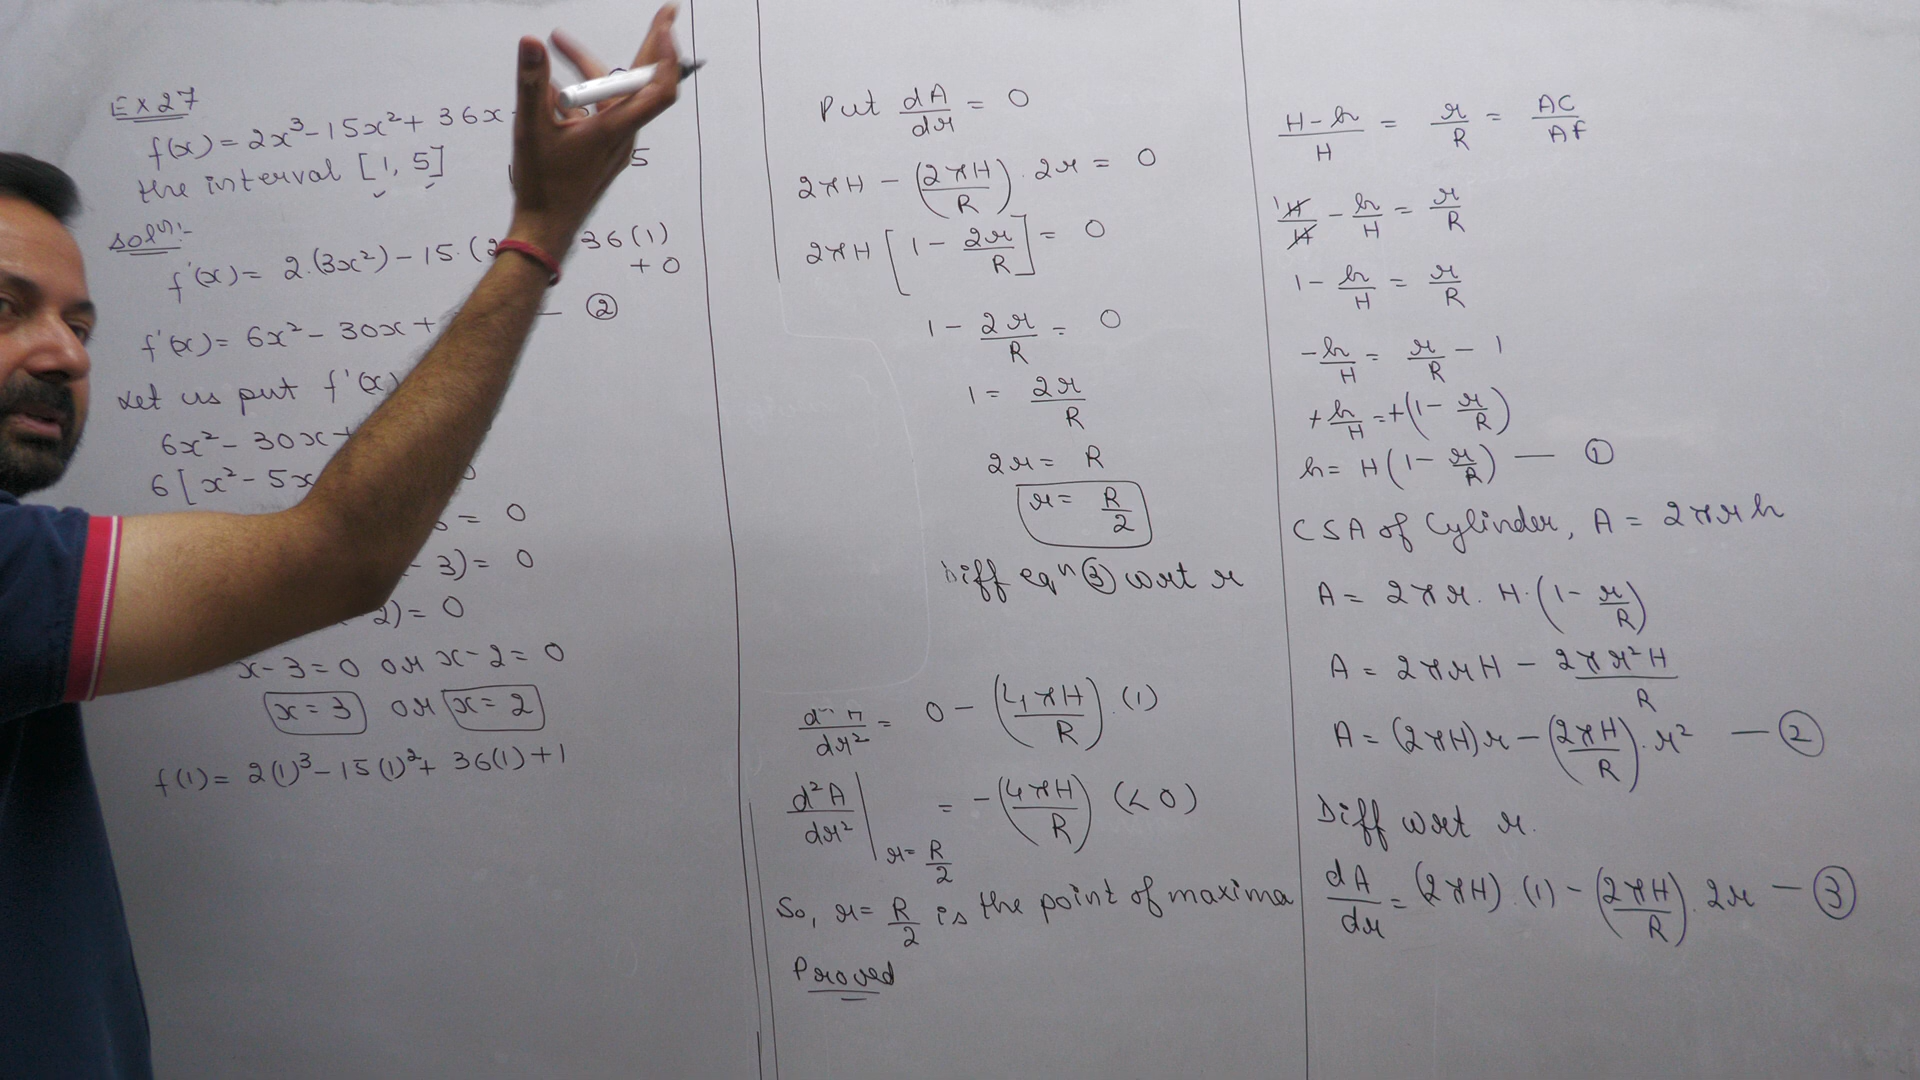 Ex 27
f(x) = 2x³ - 15x² + 36x
the interval [1, 5]
5
Soln:-
f'(x) = 2.(3x²) - 15.(2 36(1)
+ 0
f'(x) = 6x² - 30x + — ②
Let us put f'(x)
6x² - 30x +
6[x² - 5x 0
= 0
3) = 0
2) = 0
x - 3 = 0 or x - 2 = 0
x = 3 or x = 2
f(1) = 2(1)³ - 15(1)² + 36(1) + 1
Put dA/dr = 0
2πH - (2πH/R) . 2r = 0
2πH [1 - 2r/R] = 0
1 - 2r/R = 0
1 = 2r/R
2r = R
r = R/2
Diff eqⁿ ③ wrt r
/dr² = 0 - (4πH/R) . (1)
d²A/dr² | r = R/2 = - (4πH/R) (< 0)
So, r = R/2 is the point of maxima
Proved
H - h/H = r/R = AC/AF
1 H/H - h/H = r/R
1 - h/H = r/R
- h/H = r/R - 1
+ h/H = + (1 - r/R)
h = H (1 - r/R) — ①
CSA of Cylinder, A = 2πrh
A = 2πr . H . (1 - r/R)
A = 2πrH - 2πr²H/R
A = (2πH)r - (2πH/R) . r² — ②
Diff wrt r.
dA/dr = (2πH) . (1) - (2πH/R) . 2r — ③